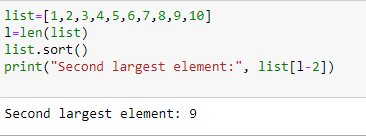 list=[1,2,3,4,5,6,7,8,9,10]
l=len(list)
list.sort()
print("Second largest element:", list[l-2])
Second largest element: 9